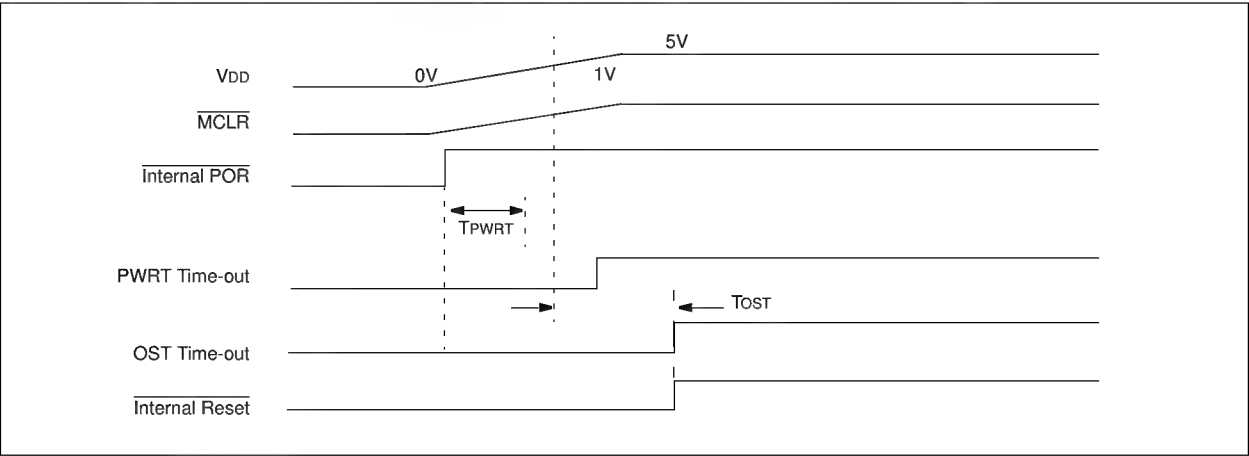 5V
VDD 0V 1V
MCLR
Internal POR
TPWRT
PWRT Time-out
TOST
OST Time-out
Internal Reset